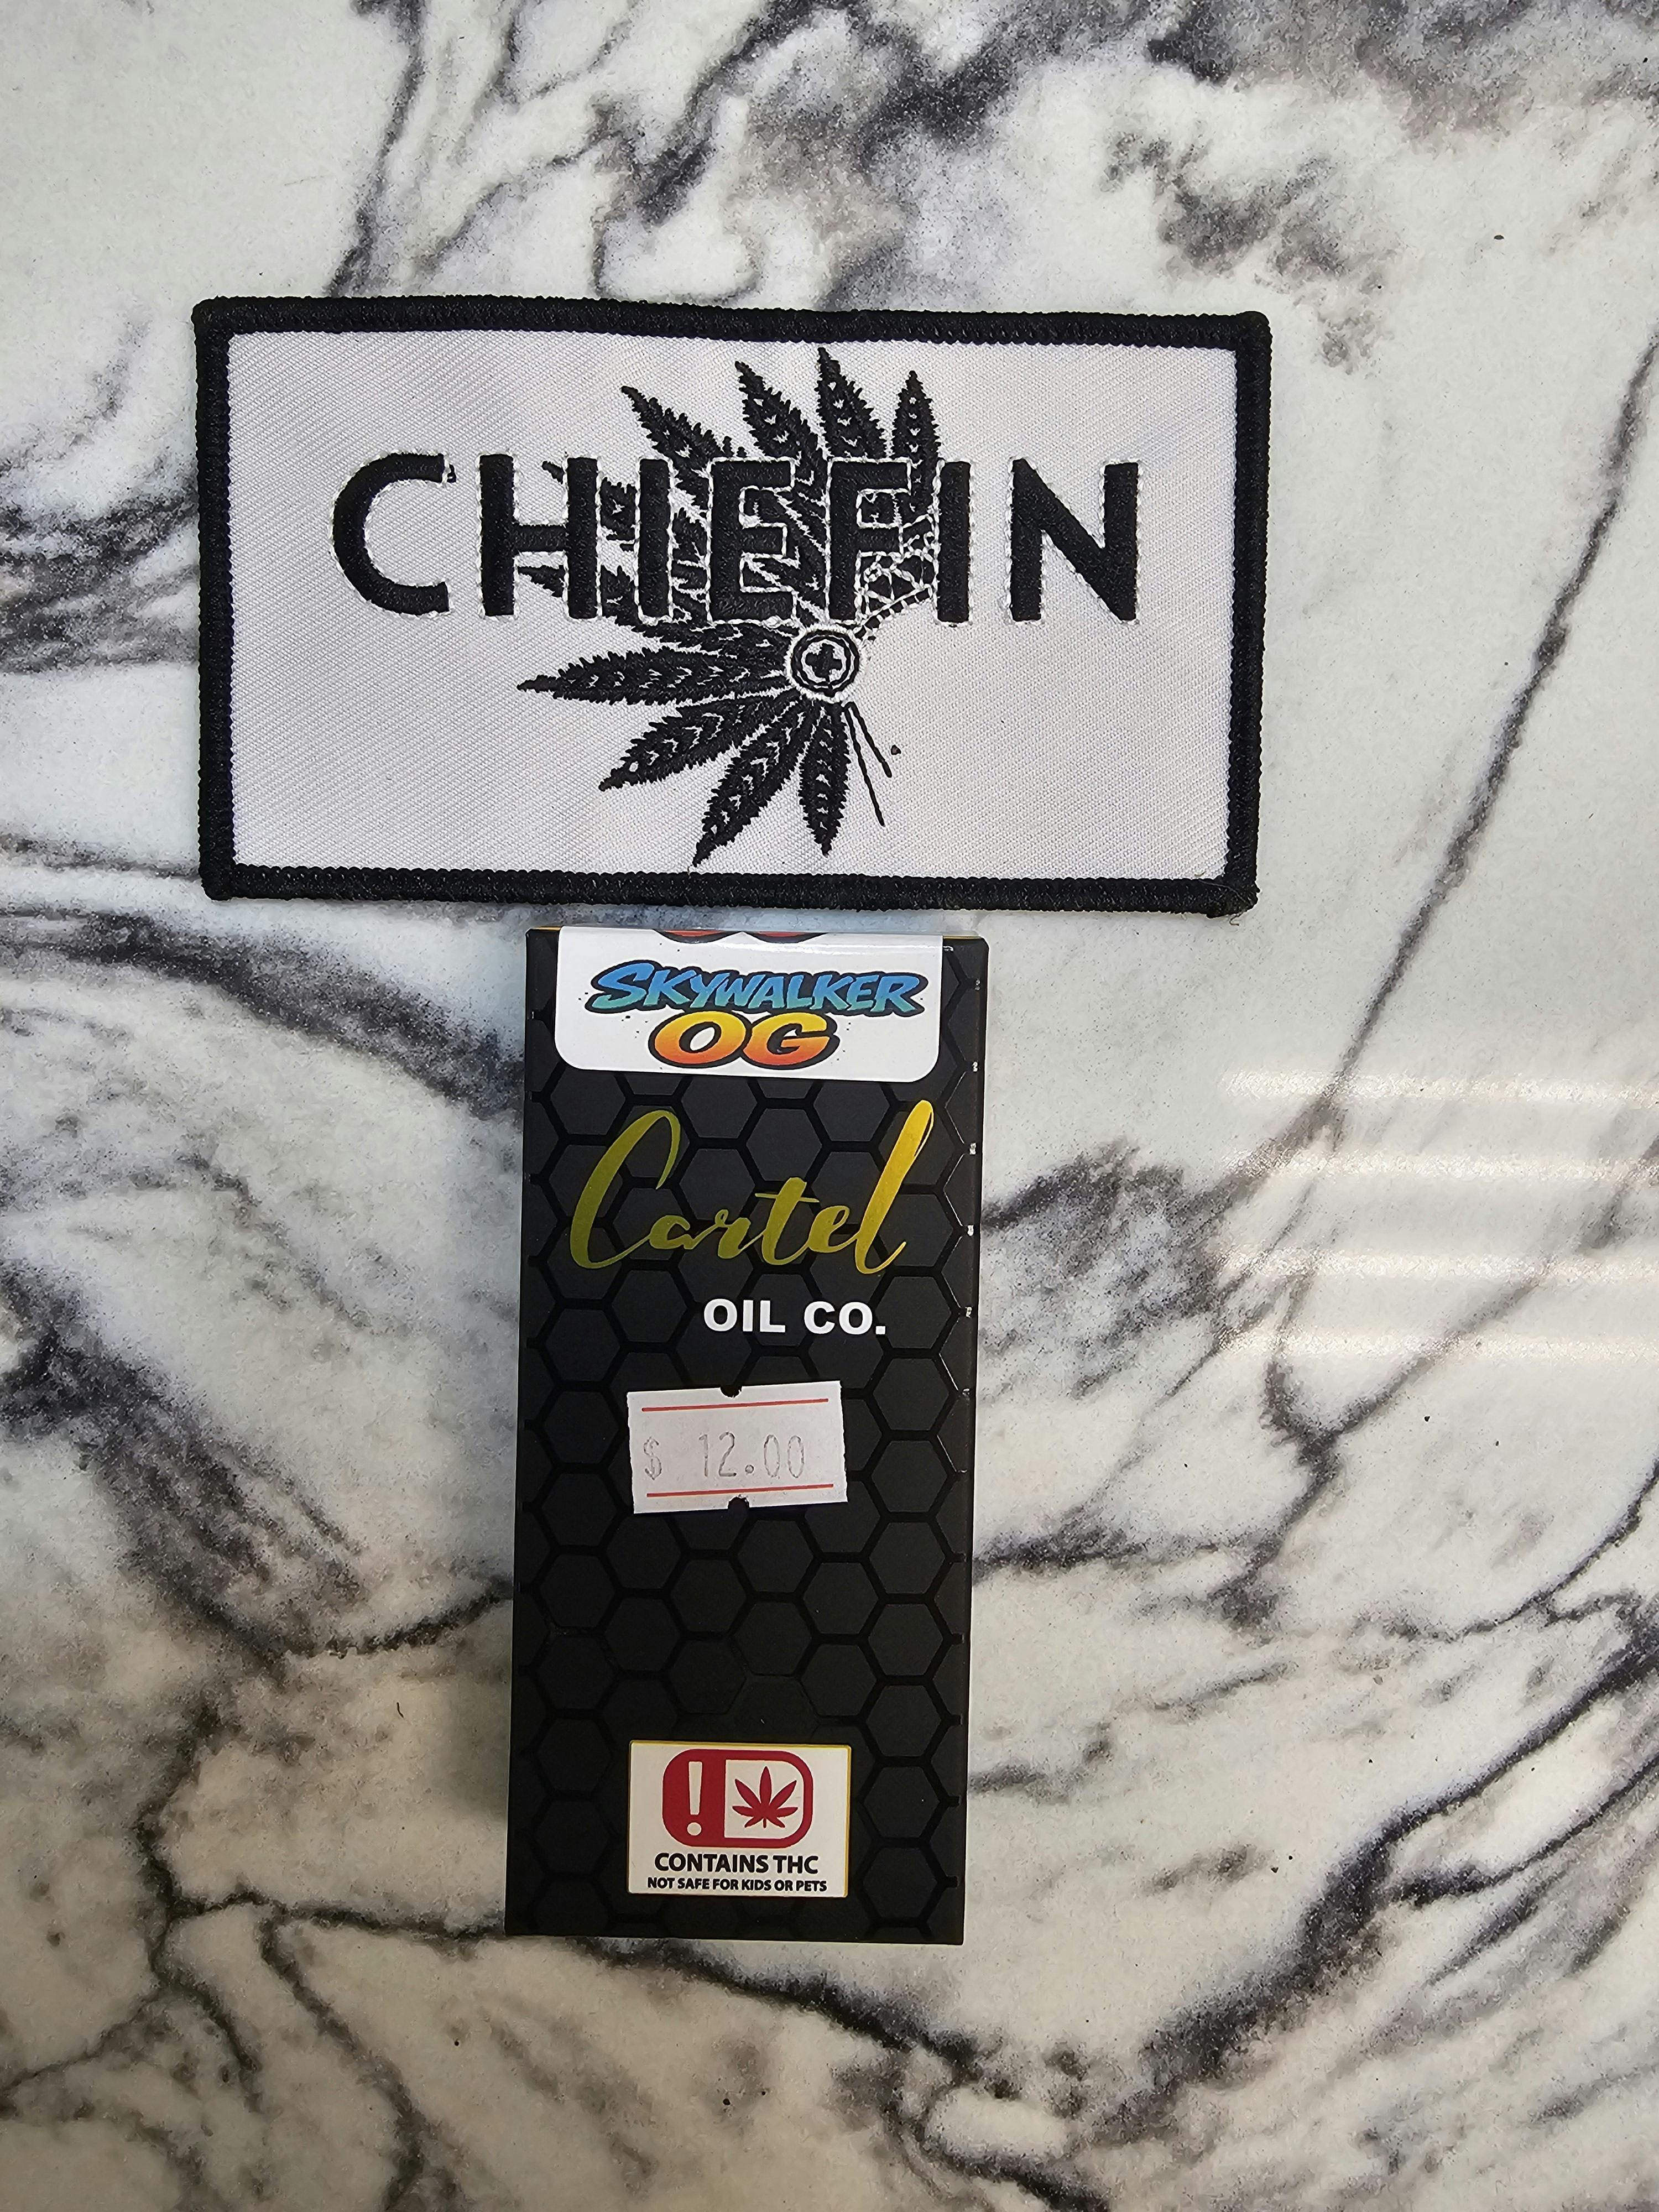 CHIEFIN
SKYWALKER
OG
Cartel
OIL CO.
$ 12.00
!
CONTAINS THC
NOT SAFE FOR KIDS OR PETS